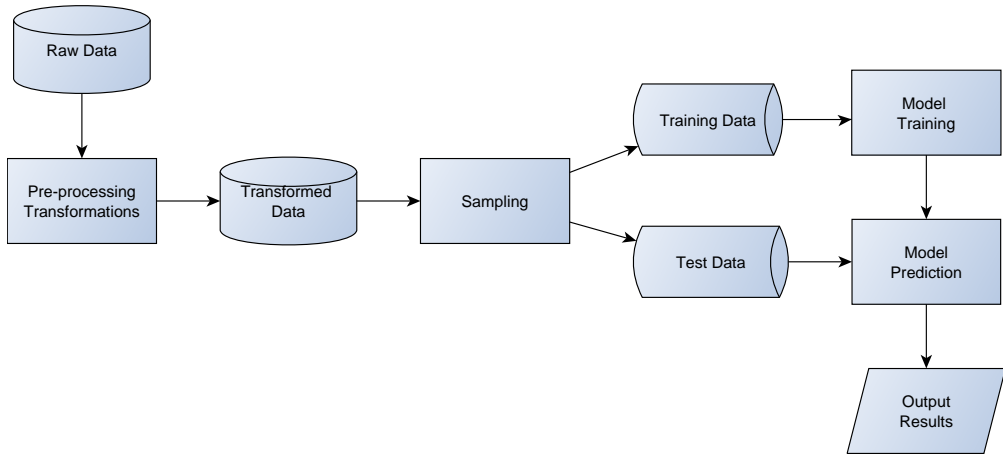 Raw Data
Pre-processing
Transformations
Transformed
Data
Sampling
Training Data
Test Data
Model
Training
Model
Prediction
Output
Results